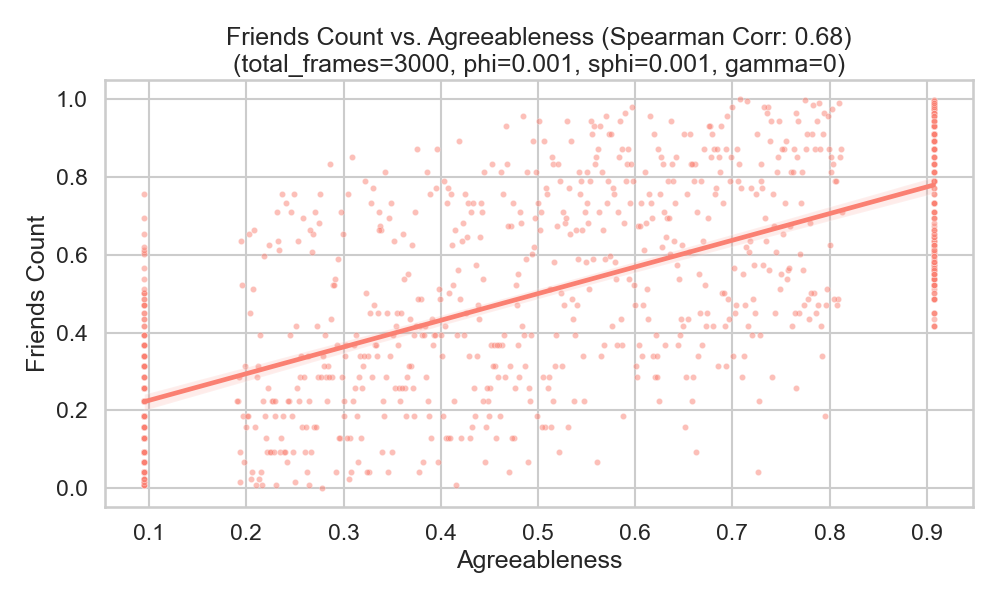 Friends Count vs. Agreeableness (Spearman Corr: 0.68)
(total_frames=3000, phi=0.001, sphi=0.001, gamma=0)
1.0
0.8
0.6
0.4
0.2
0.0
Friends Count
0.1 0.2 0.3 0.4 0.5 0.6 0.7 0.8 0.9
Agreeableness